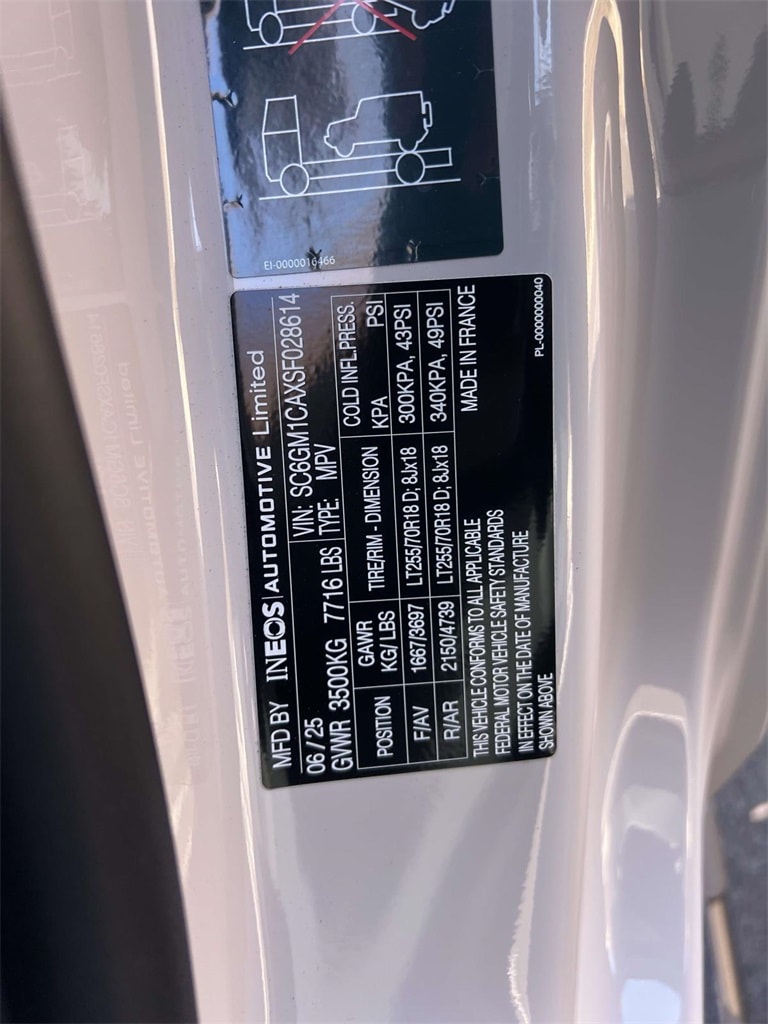 EI-0000016466
MFD BY INEOS AUTOMOTIVE Limited
06 / 25 VIN: SC6GM1CAXSF028614
GVWR 3500KG 7716 LBS TYPE: MPV
POSITION GAWR KG/ LBS TIRE/RIM - DIMENSION COLD INFL.PRESS. KPA PSI
F/AV 1667/3697 LT255/70R18 D; 8Jx18 300KPA, 43PSI
R/AR 2150/4739 LT255/70R18 D; 8Jx18 340KPA, 49PSI
THIS VEHICLE CONFORMS TO ALL APPLICABLE MADE IN FRANCE
FEDERAL MOTOR VEHICLE SAFETY STANDARDS
IN EFFECT ON THE DATE OF MANUFACTURE
SHOWN ABOVE
PL-0000000040